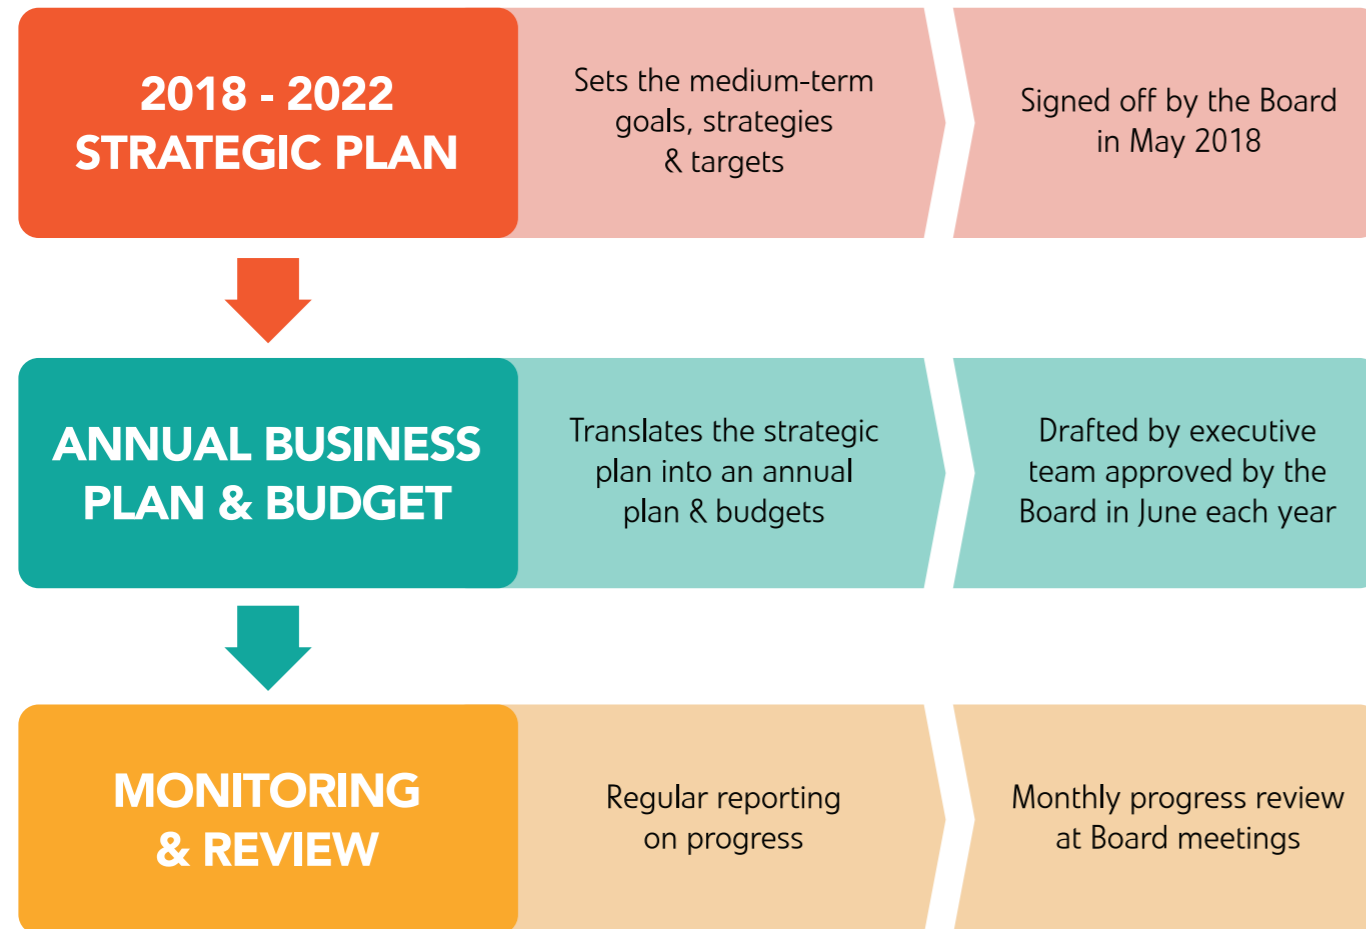 2018 - 2022
STRATEGIC PLAN
Sets the medium-term
goals, strategies
& targets
Signed off by the Board
in May 2018
ANNUAL BUSINESS
PLAN & BUDGET
Translates the strategic
plan into an annual
plan & budgets
Drafted by executive
team approved by the
Board in June each year
MONITORING
& REVIEW
Regular reporting
on progress
Monthly progress review
at Board meetings